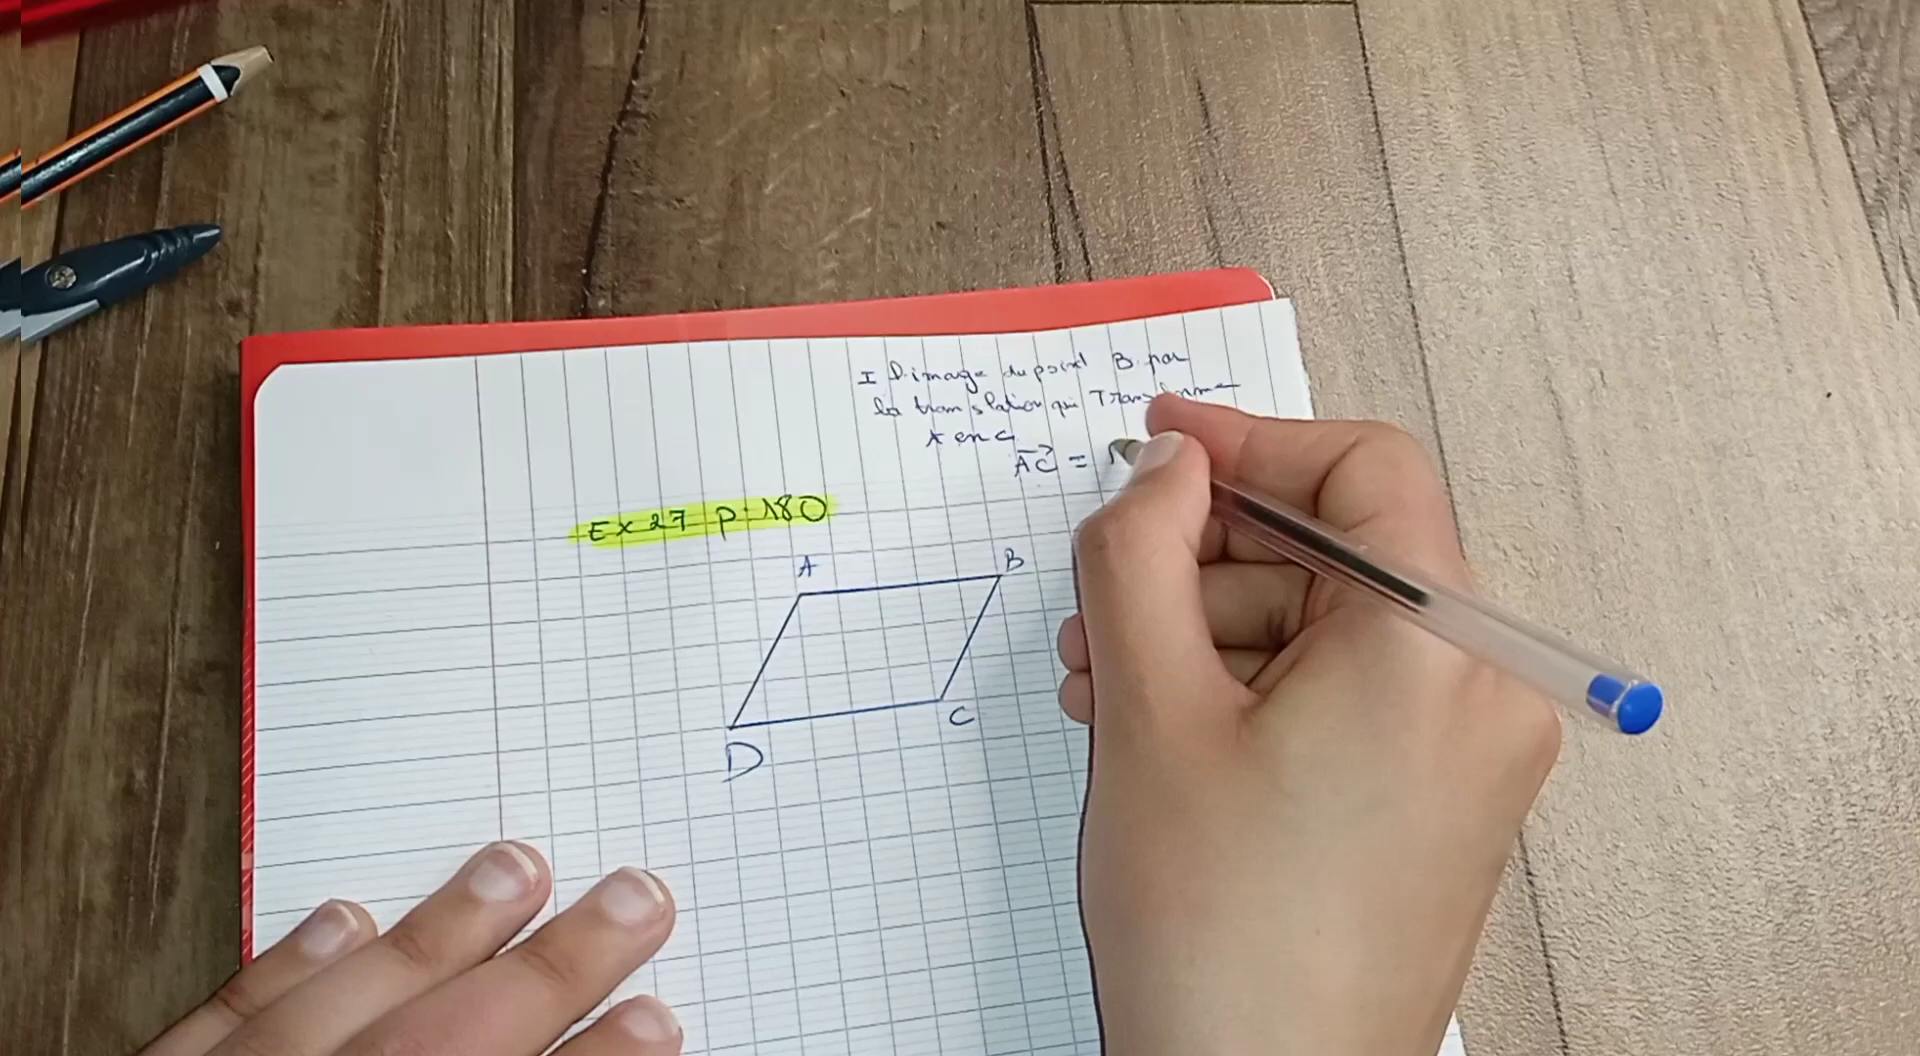 I l'image du point B par
la translation qui Transforme
A en C
AC =
Ex 27 p.180
A
B
D
C